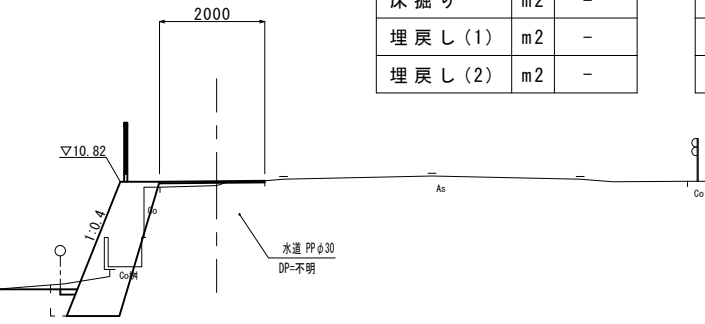 2000
床 掘 り m2 －
埋 戻 し（1） m2 －
埋 戻 し（2） m2 －
▽10.82
1:0.4
Co
Co桝
As
Co
水道 PPφ30
DP=不明